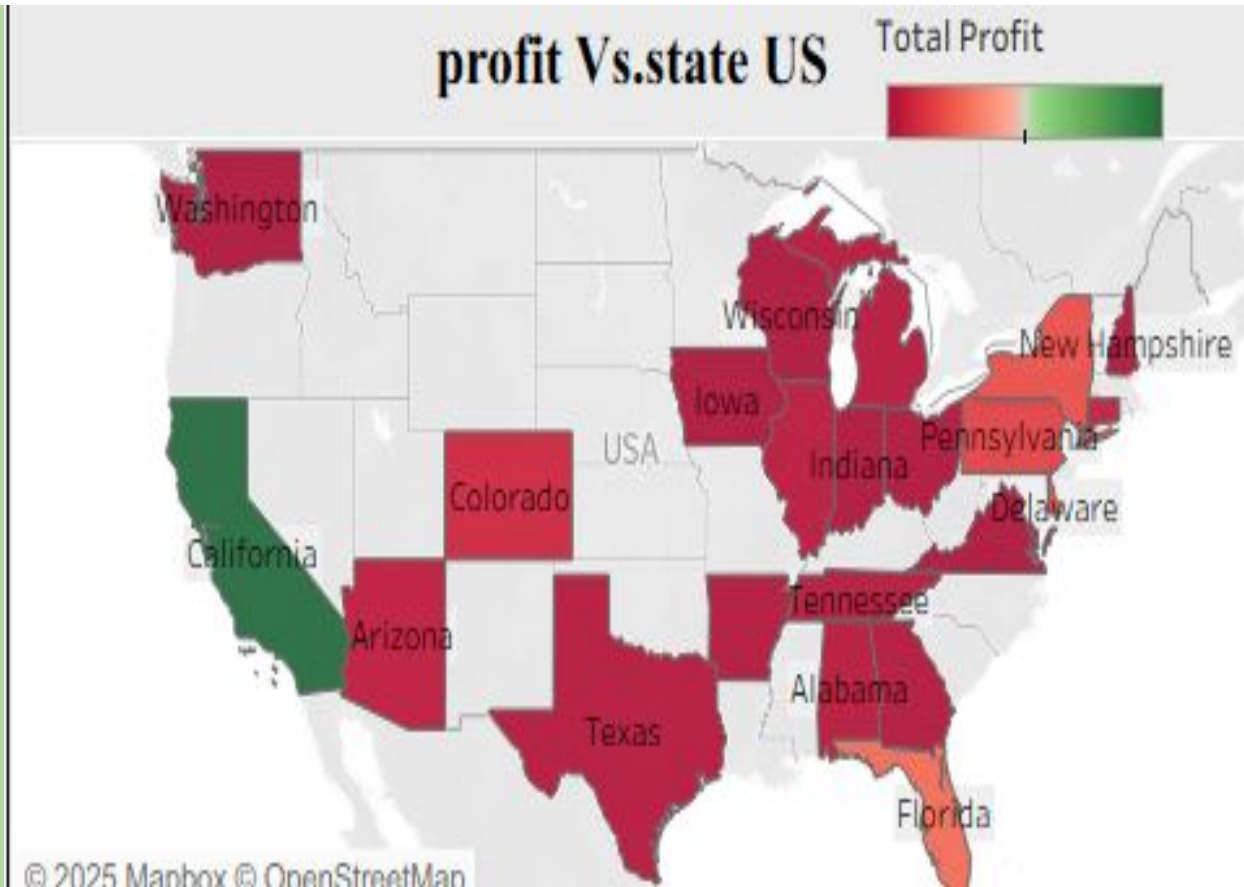 profit Vs.state US
Total Profit
Washington
Wisconsin
New Hampshire
Iowa
USA
Pennsylvania
Indiana
Colorado
Delaware
California
Tennessee
Arizona
Alabama
Texas
Florida
© 2025 Mapbox © OpenStreetMap